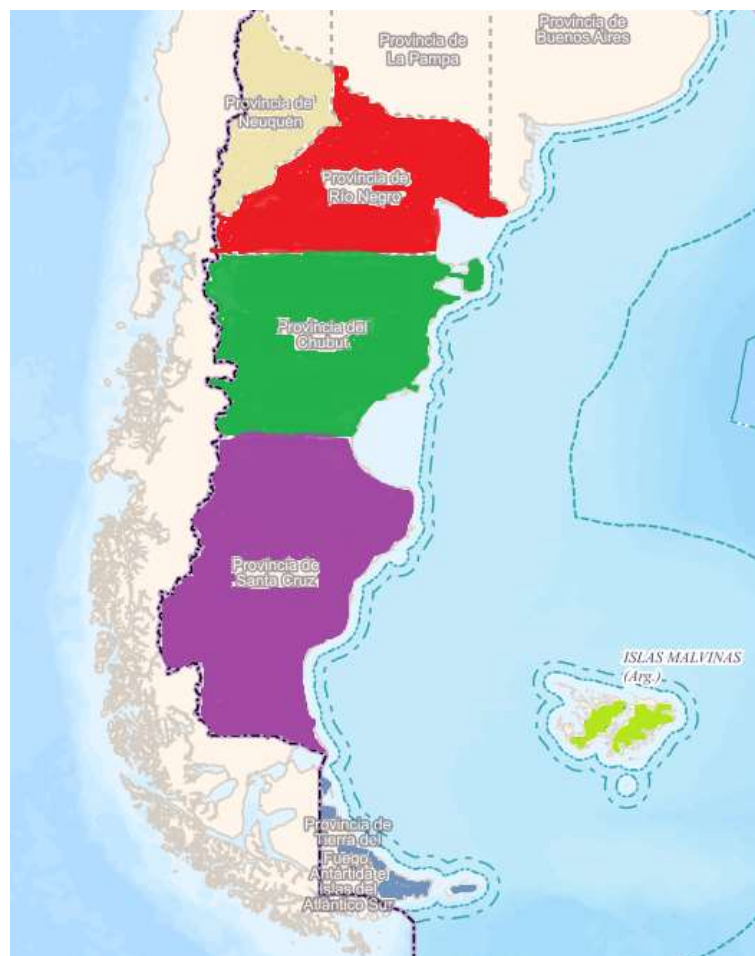 Provincia de
La Pampa
Provincia de
Buenos Aires
Provincia del
Neuquén
Provincia de
Río Negro
Provincia del
Chubut
Provincia de
Santa Cruz
ISLAS MALVINAS
(Arg.)
Provincia de
Tierra del
Fuego
Antártida e
Islas del
Atlántico Sur